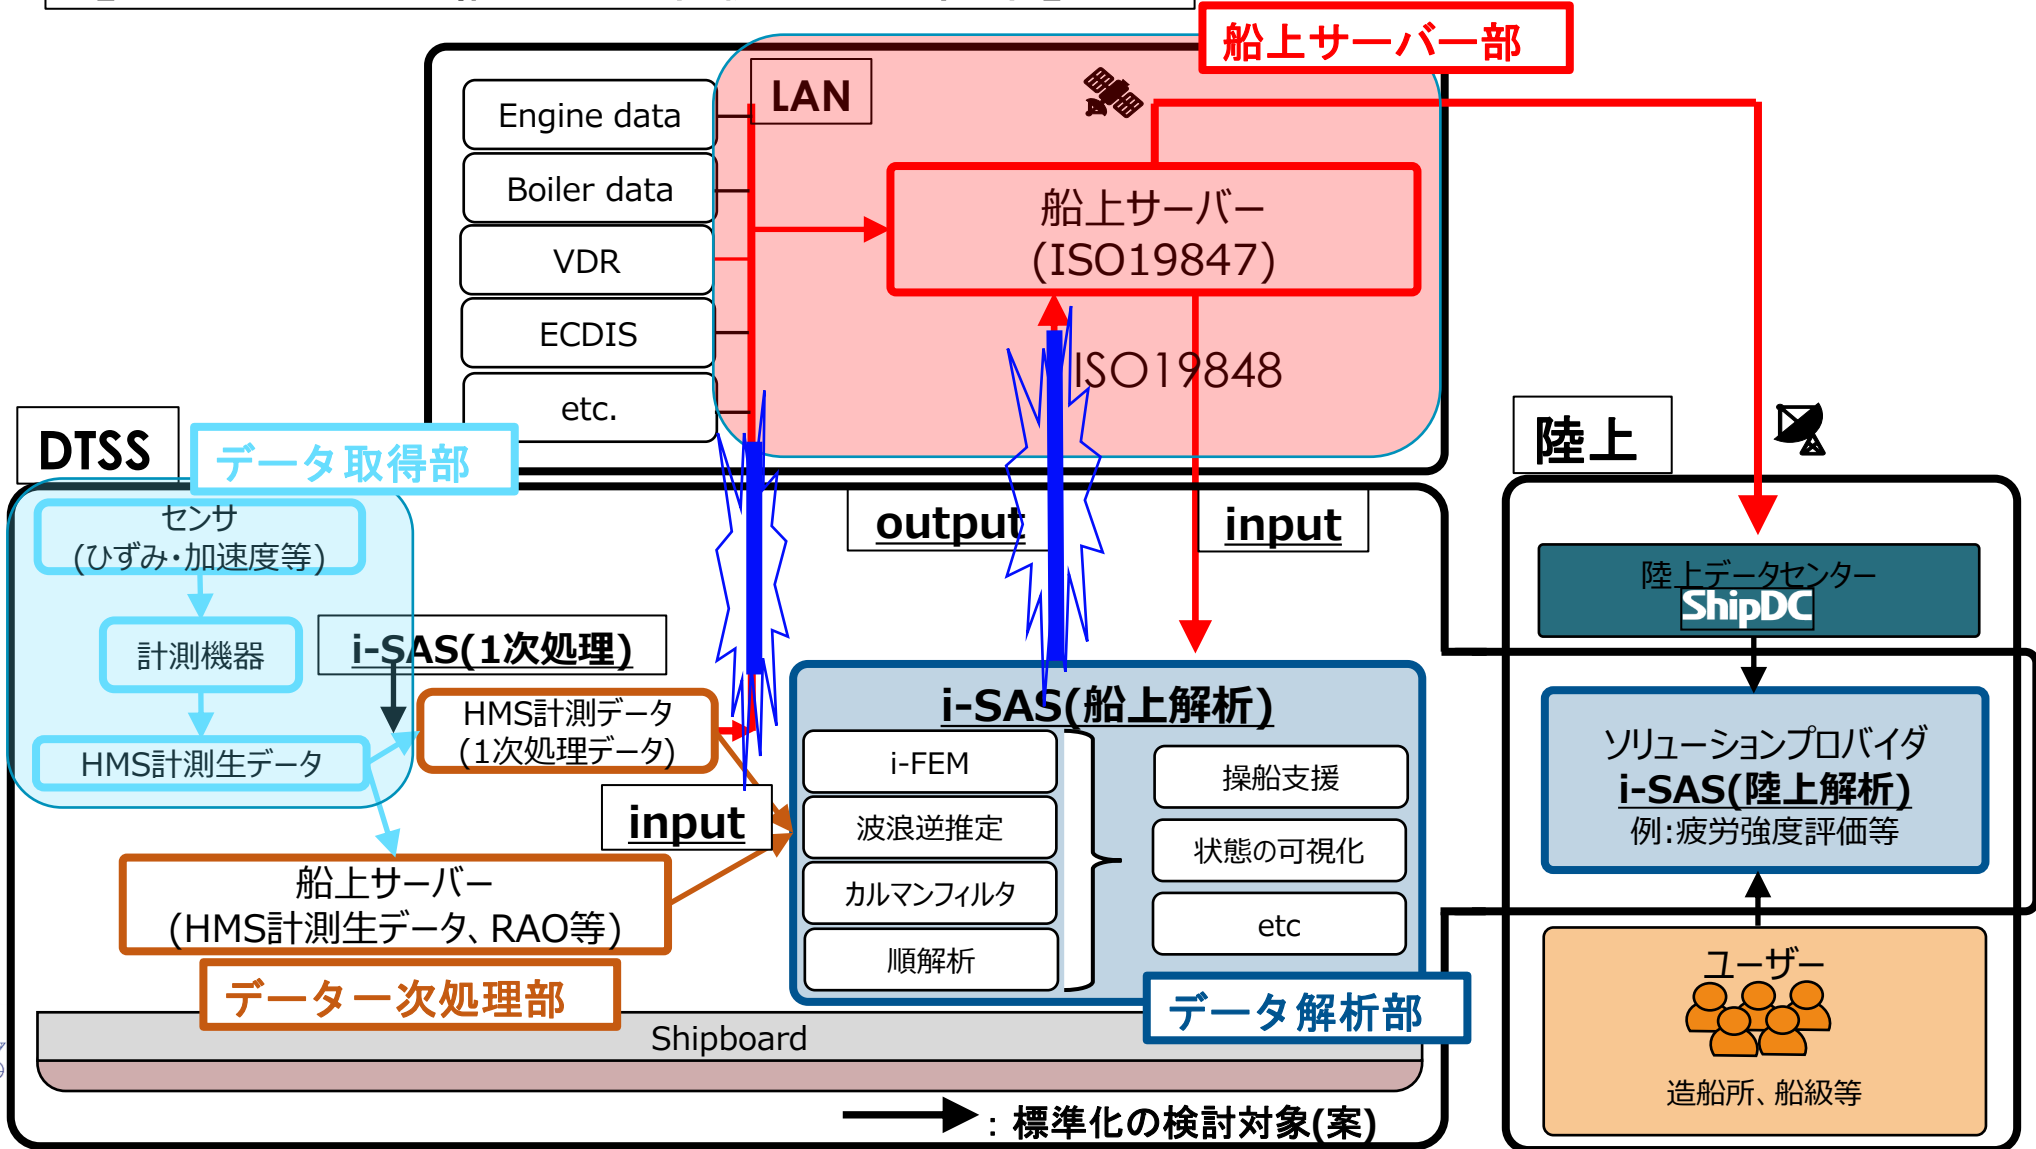 船上サーバー部
LAN
Engine data
Boiler data
VDR
ECDIS
etc.
船上サーバー
(ISO19847)
ISO19848
DTSS
データ取得部
センサ
(ひずみ・加速度等)
計測機器
HMS計測生データ
i-SAS(1次処理)
HMS計測データ
(1次処理データ)
output
input
input
船上サーバー
(HMS計測生データ、RAO等)
データ一次処理部
i-SAS(船上解析)
i-FEM
波浪逆推定
カルマンフィルタ
順解析
操船支援
状態の可視化
etc
データ解析部
Shipboard
: 標準化の検討対象(案)
陸上
陸上データセンター
ShipDC
ソリューションプロバイダ
i-SAS(陸上解析)
例:疲労強度評価等
ユーザー
造船所、船級等